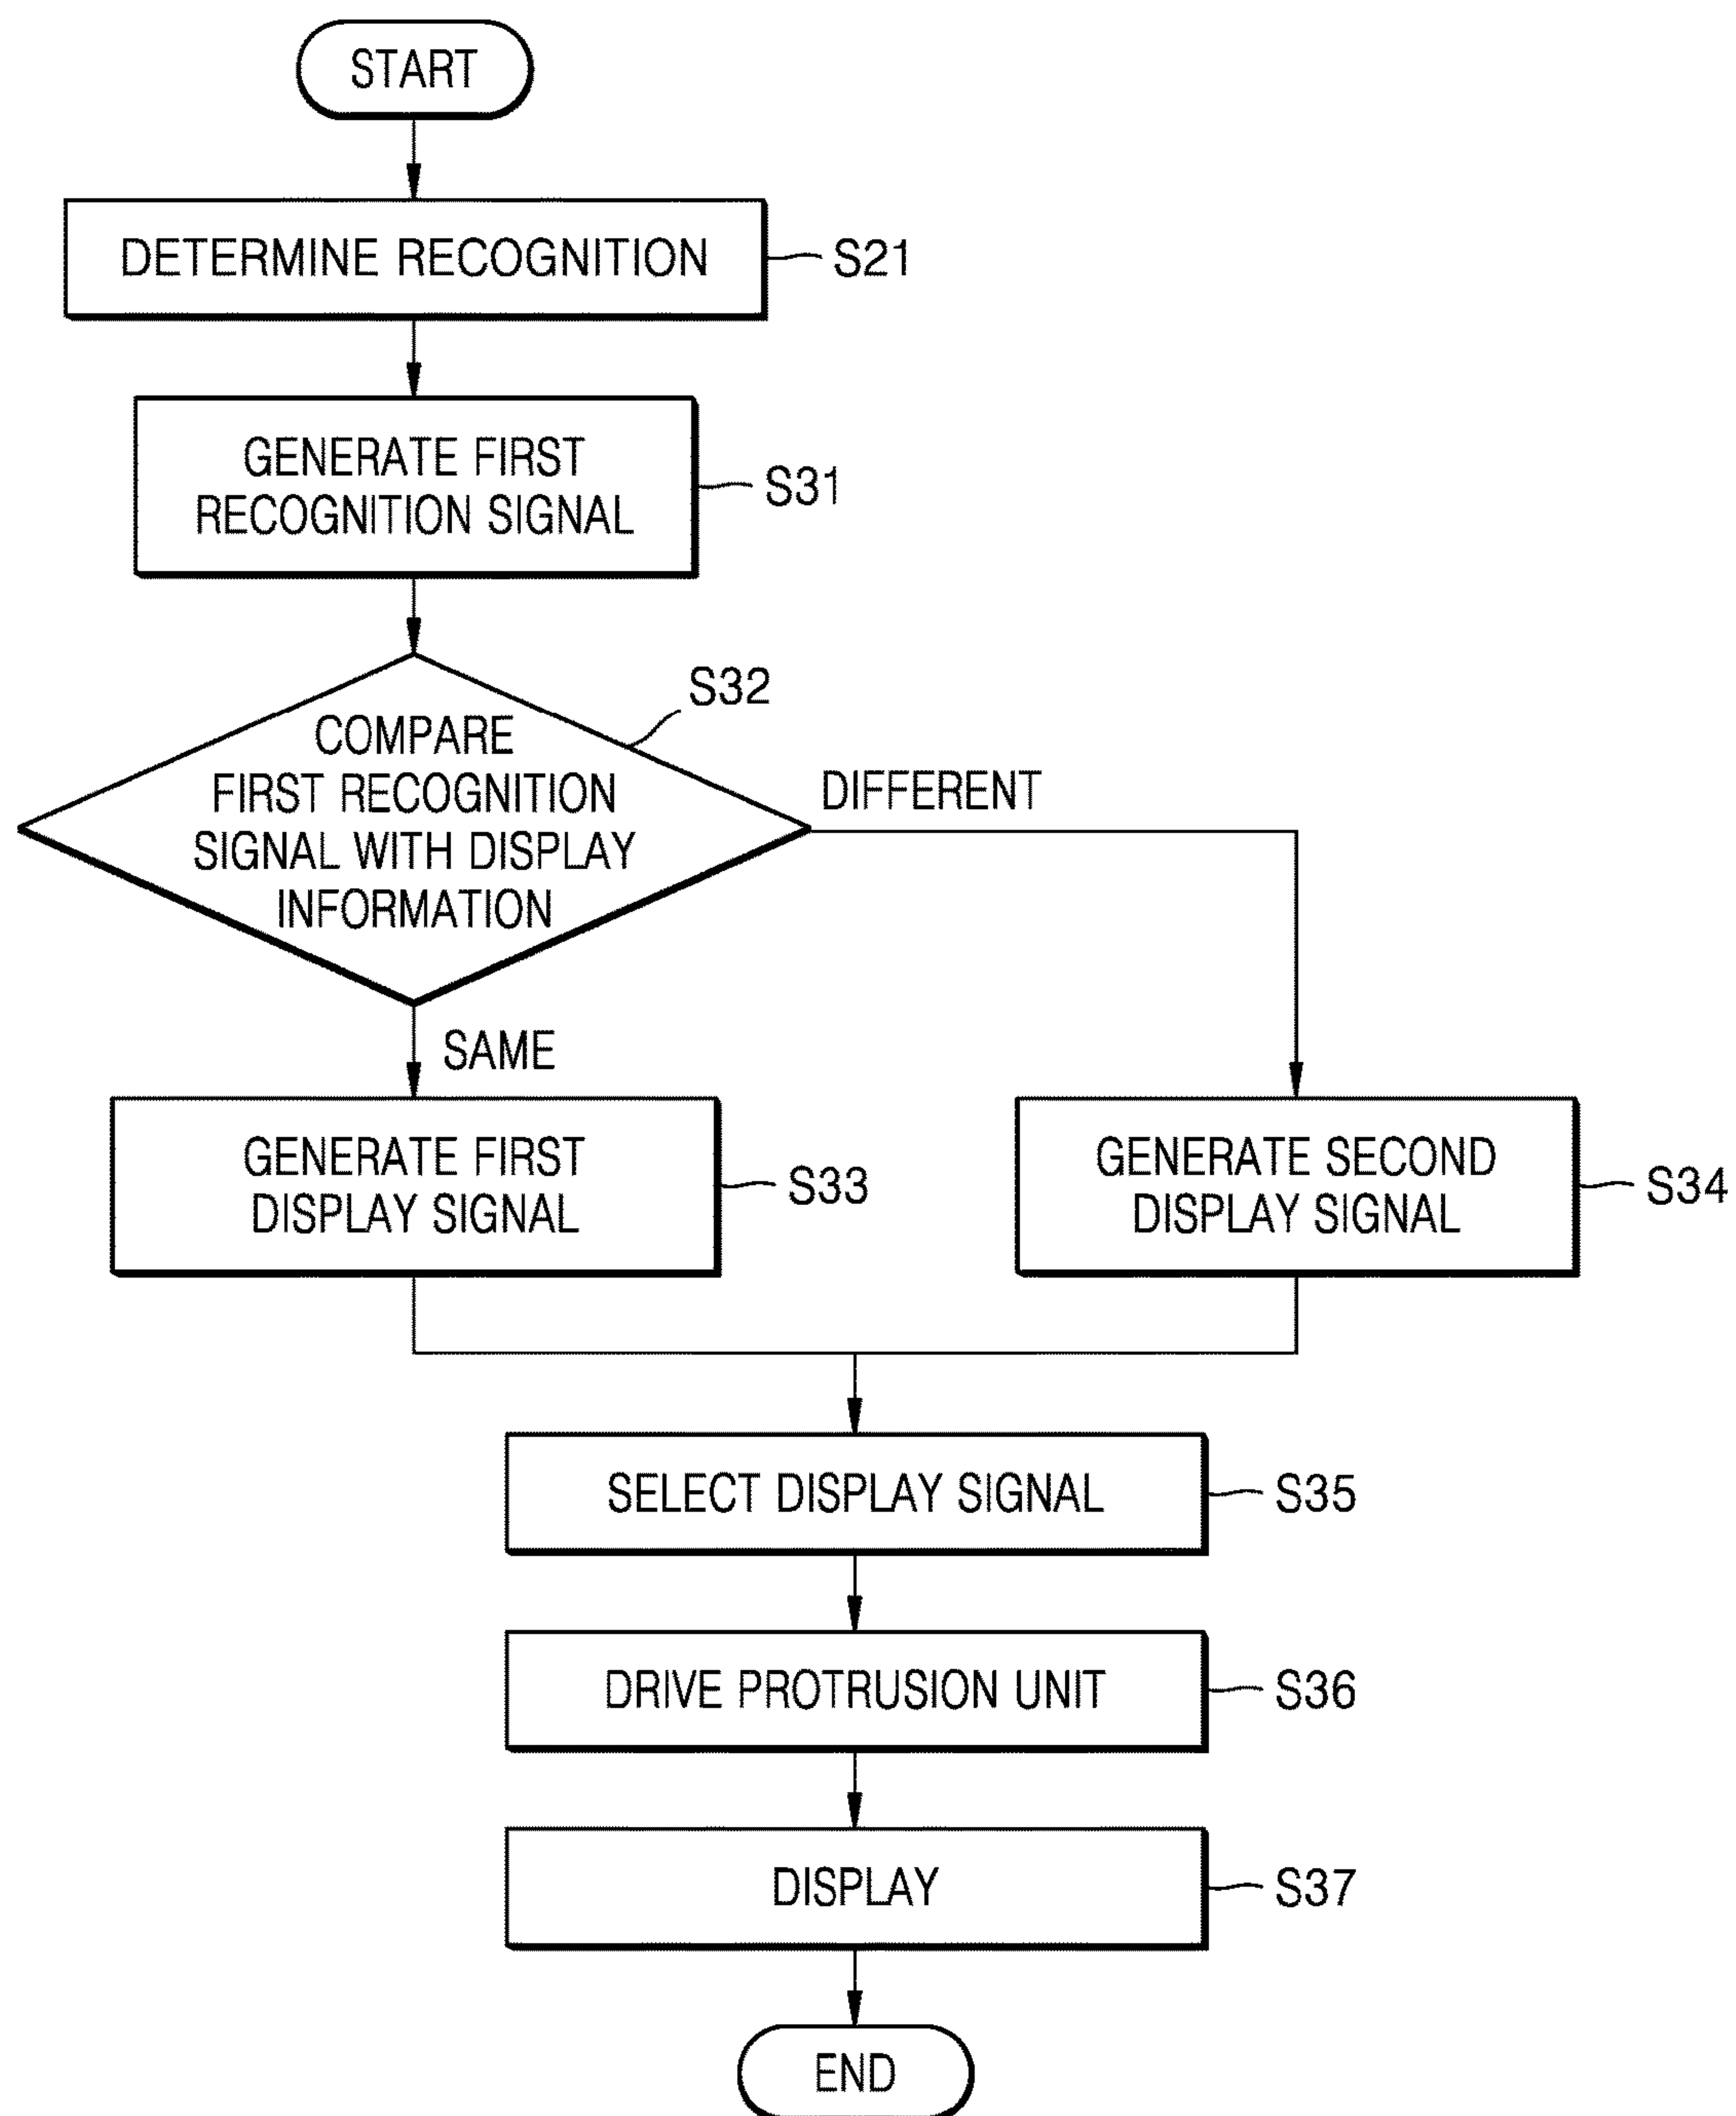 START
DETERMINE RECOGNITION
S21
GENERATE FIRST
RECOGNITION SIGNAL
S31
S32
COMPARE
FIRST RECOGNITION
SIGNAL WITH DISPLAY
INFORMATION
DIFFERENT
SAME
GENERATE FIRST
DISPLAY SIGNAL
S33
GENERATE SECOND
DISPLAY SIGNAL
S34
SELECT DISPLAY SIGNAL
S35
DRIVE PROTRUSION UNIT
S36
DISPLAY
S37
END